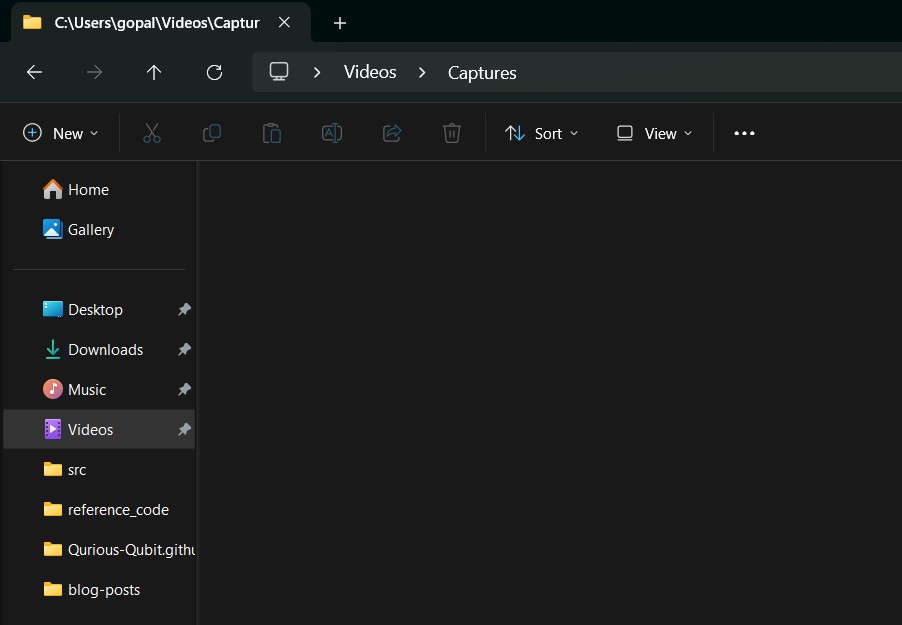 C:\Users\gopal\Videos\Captur
Videos Captures
New Sort View
Home
Gallery
Desktop
Downloads
Music
Videos
src
reference_code
Qurious-Qubit.githu
blog-posts